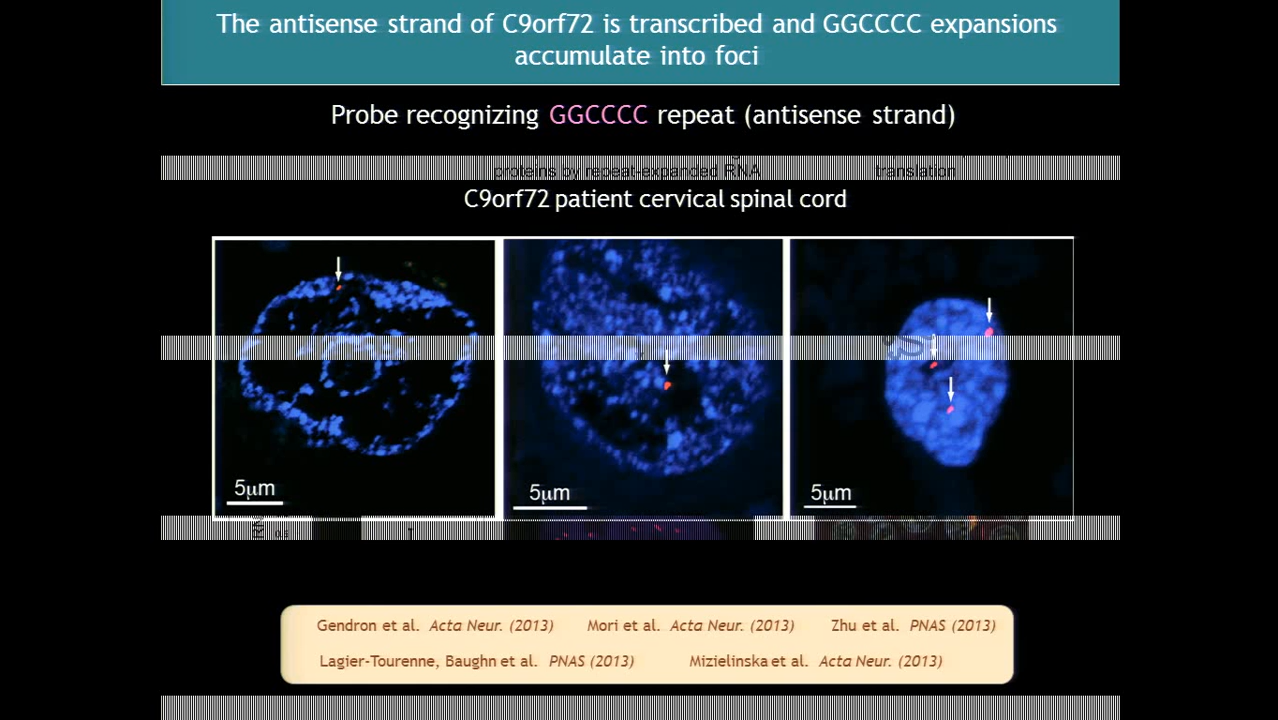 The antisense strand of C9orf72 is transcribed and GGCCCC expansions
accumulate into foci
Probe recognizing GGCCCC repeat (antisense strand)
proteins by repeat-expanded RNA translation
C9orf72 patient cervical spinal cord
5μm 5μm 5μm
Gendron et al. Acta Neur. (2013) Mori et al. Acta Neur. (2013) Zhu et al. PNAS (2013)
Lagier-Tourenne, Baughn et al. PNAS (2013) Mizielinska et al. Acta Neur. (2013)